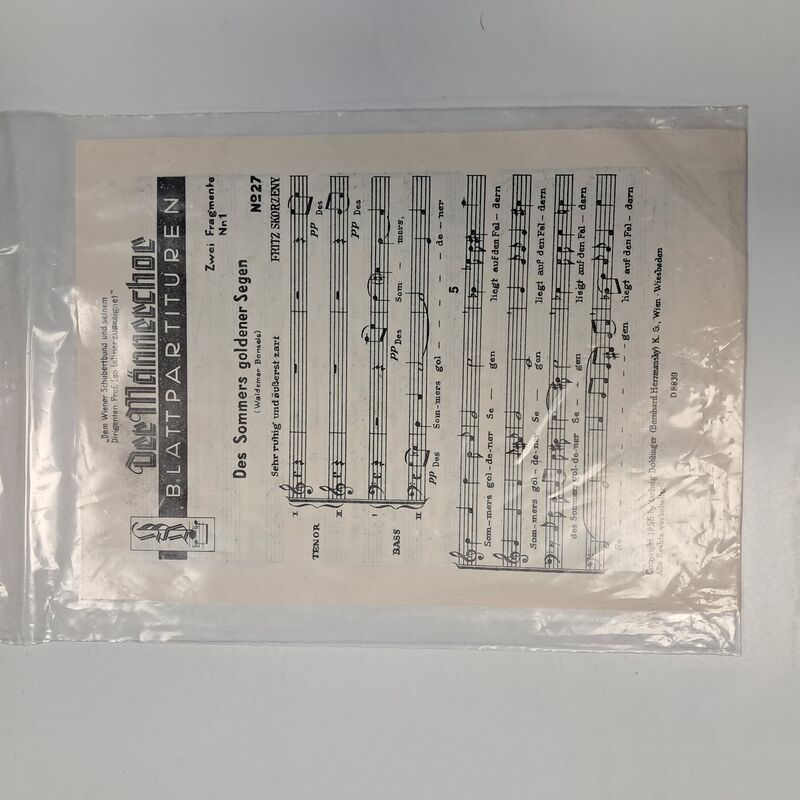 „Dem Wiener Schubertbund und seinem
Dirigenten Prof. Leo Lehner zugeeignet“
Der Männerchor
BLATTPARTITUREN
Zwei Fragmente
Nr. 1
Des Sommers goldener Segen
No 27
(Waldemar Bonsels)
FRITZ SKORZENY
Sehr ruhig und äußerst zart
TENOR
I
pp Des
II
pp Des
BASS
I
pp Des Som - mers,
II
pp Des Som-mers gol - - - - - de - ner
5
Som-mers gol-de-ner Se - gen liegt auf den Fel - dern
Som-mers gol - de-ner Se - gen liegt auf den Fel - dern
des Sommers gol-de-ner Se - gen liegt auf den Fel - dern
Se - - - - - - - gen liegt auf den Fel - dern
Copyright 1956 by Ludwig Doblinger (Bernhard Herzmansky) K. G., Wien - Wiesbaden
Alle Rechte vorbehalten
D 8839